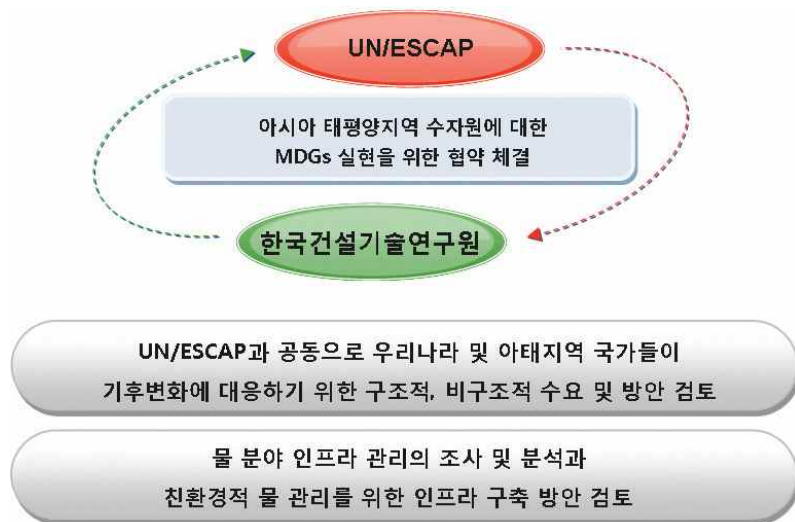 UN/ESCAP
아시아 태평양지역 수자원에 대한
MDGs 실현을 위한 협약 체결
한국건설기술연구원
UN/ESCAP과 공동으로 우리나라 및 아태지역 국가들이
기후변화에 대응하기 위한 구조적, 비구조적 수요 및 방안 검토
물 분야 인프라 관리의 조사 및 분석과
친환경적 물 관리를 위한 인프라 구축 방안 검토